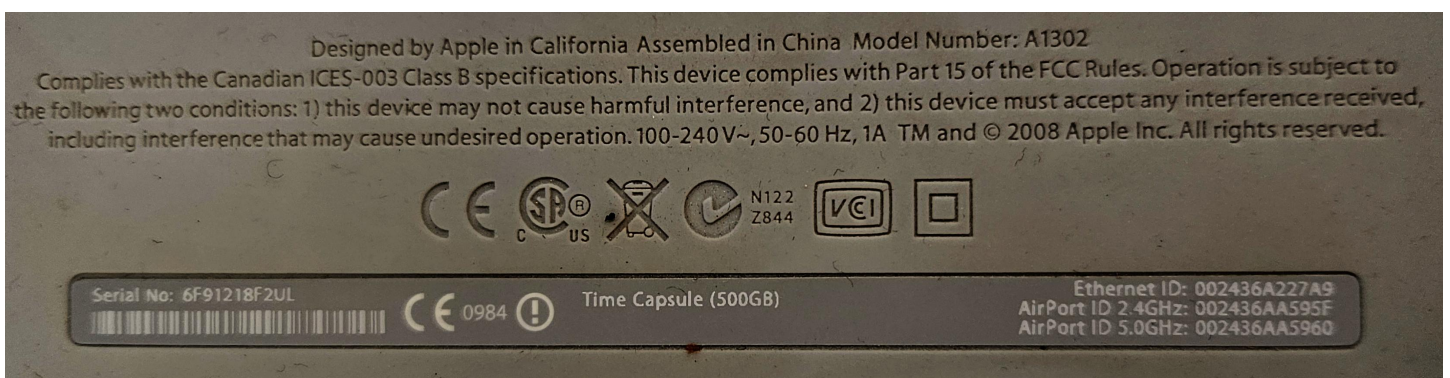 Designed by Apple in California Assembled in China Model Number: A1302
Complies with the Canadian ICES-003 Class B specifications. This device complies with Part 15 of the FCC Rules. Operation is subject to
the following two conditions: 1) this device may not cause harmful interference, and 2) this device must accept any interference received,
including interference that may cause undesired operation. 100-240 V~, 50-60 Hz, 1A TM and © 2008 Apple Inc. All rights reserved.
CE
SA®
C US
N122
Z844
VCI
Serial No: 6F91218F2UL
CE 0984
Time Capsule (500GB)
Ethernet ID: 002436A227A9
AirPort ID 2.4GHz: 002436AA595F
AirPort ID 5.0GHz: 002436AA5960